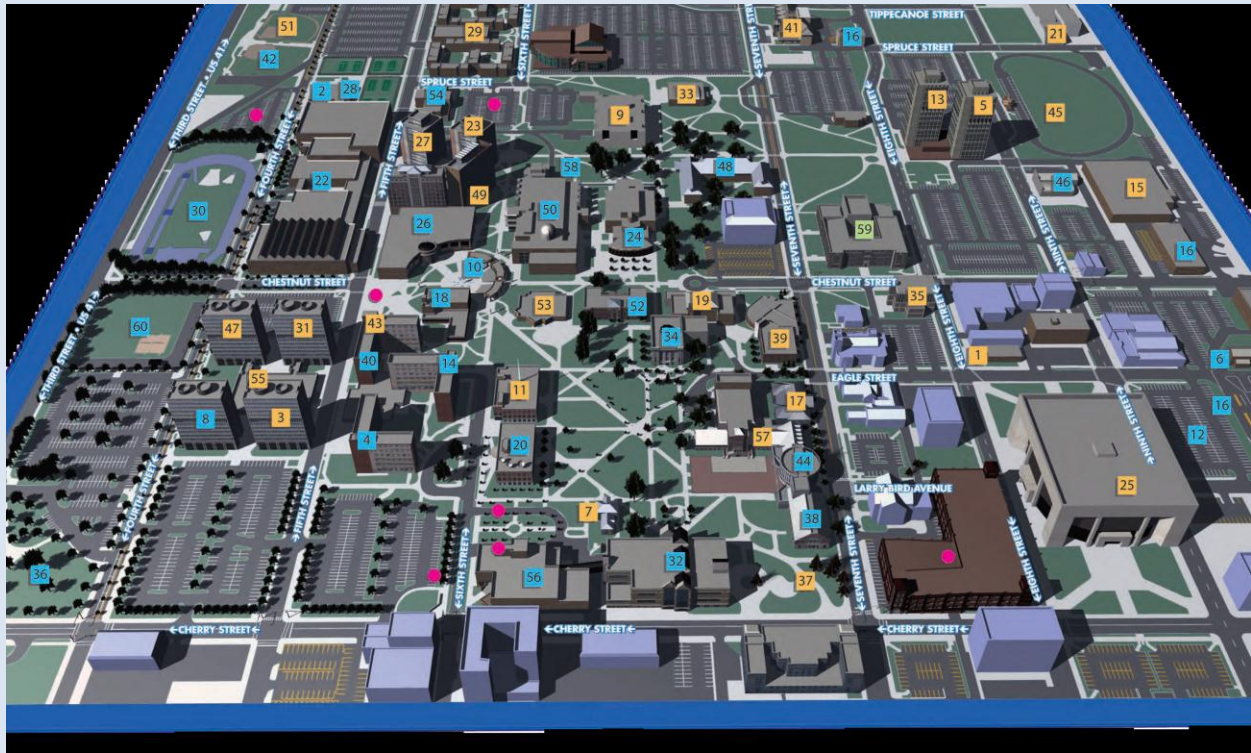 TIPPECANOE STREET
51
29
←SIXTH STREET→
←SEVENTH STREET→
41
16
21
SPRUCE STREET
←THIRD STREET • US 41→
42
SPRUCE STREET
2
28
54
33
13
5
←FOURTH STREET←
27
23
9
45
←FIFTH STREET→
←EIGHTH STREET→
22
58
48
46
15
30
49
26
50
24
59
←SEVENTH STREET→
←NINTH STREET→
16
10
CHESTNUT STREET
CHESTNUT STREET
18
53
52
19
35
60
47
31
43
34
39
←THIRD STREET • US 41→
40
14
←EIGHTH STREET→
1
6
55
EAGLE STREET
11
17
16
8
3
4
20
57
44
12
←NINTH STREET→
25
LARRY BIRD AVENUE
←FOURTH STREET←
←FIFTH STREET→
7
38
36
←SIXTH STREET→
56
32
37
←SEVENTH STREET→
←EIGHTH STREET→
←CHERRY STREET←
←CHERRY STREET←
←CHERRY STREET←